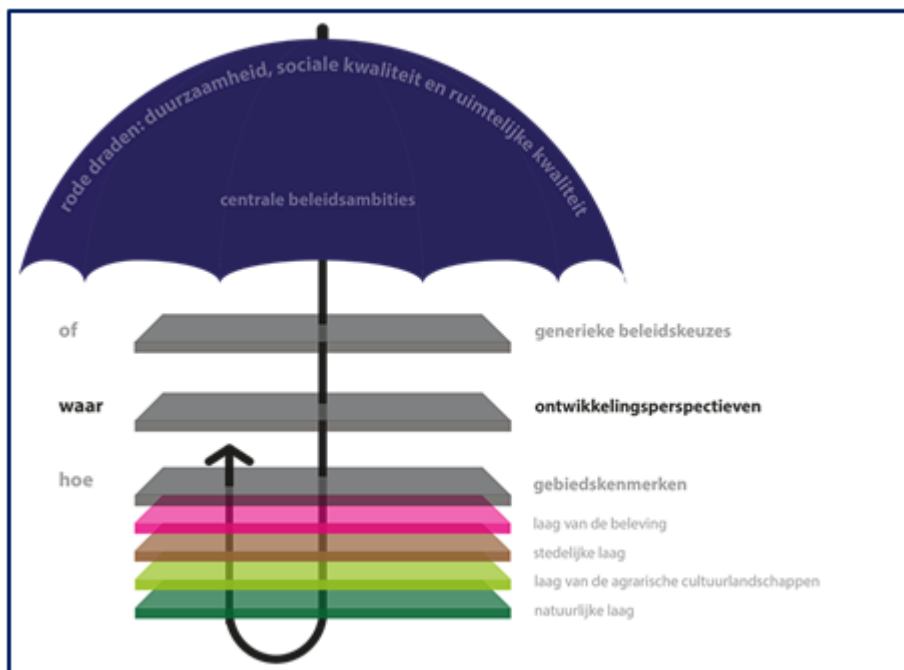 rode draden: duurzaamheid, sociale kwaliteit en ruimtelijke kwaliteit
centrale beleidsambities
of
generieke beleidskeuzes
waar
ontwikkelingsperspectieven
hoe
gebiedskenmerken
laag van de beleving
stedelijke laag
laag van de agrarische cultuurlandschappen
natuurlijke laag